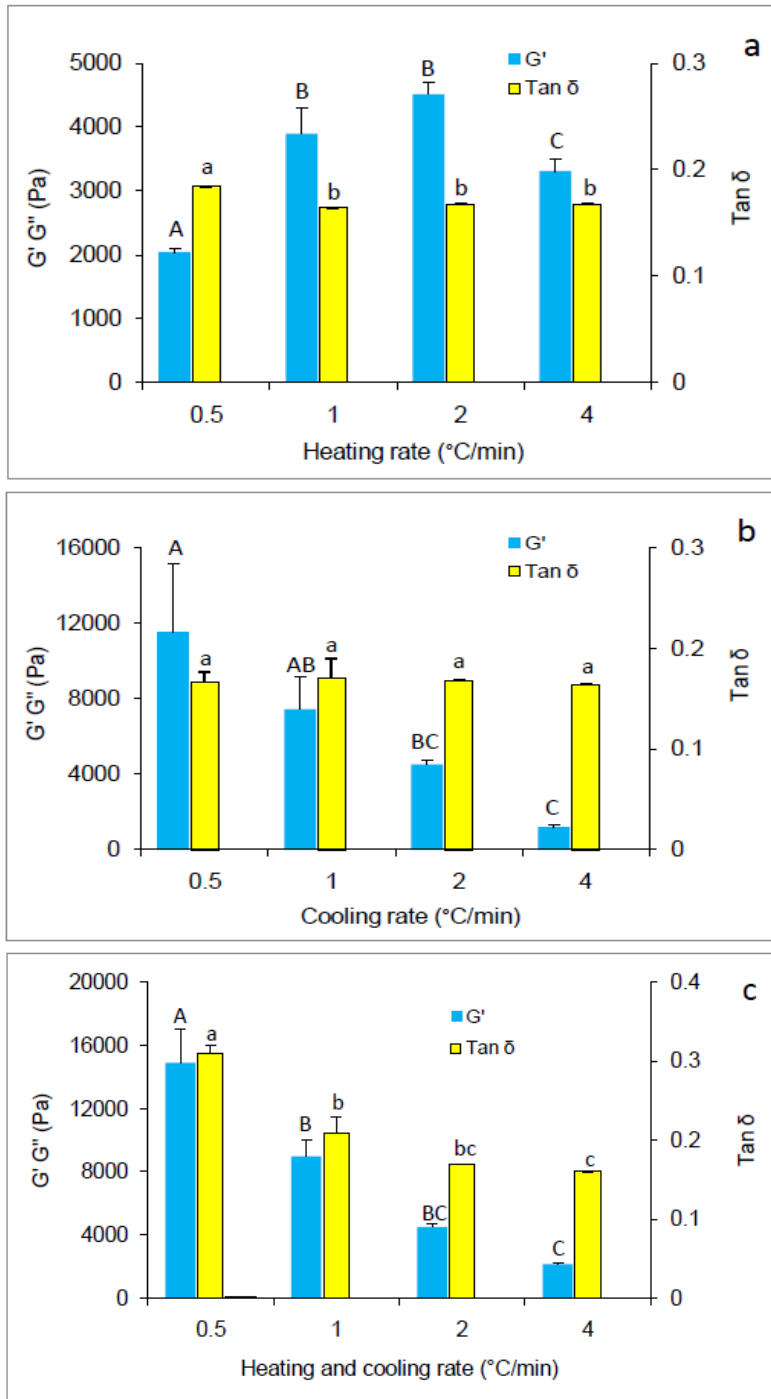 a
G'
Tan δ
5000
4000
3000
2000
1000
0
G' G" (Pa)
0.3
0.2
0.1
0
Tan δ
A
a
B
b
B
b
C
b
0.5
1
2
4
Heating rate (°C/min)
b
G'
Tan δ
16000
12000
8000
4000
0
G' G" (Pa)
0.3
0.2
0.1
0
Tan δ
A
a
AB
a
BC
a
C
a
0.5
1
2
4
Cooling rate (°C/min)
c
G'
Tan δ
20000
16000
12000
8000
4000
0
G' G" (Pa)
0.4
0.3
0.2
0.1
0
Tan δ
A
a
B
b
BC
bc
C
c
0.5
1
2
4
Heating and cooling rate (°C/min)